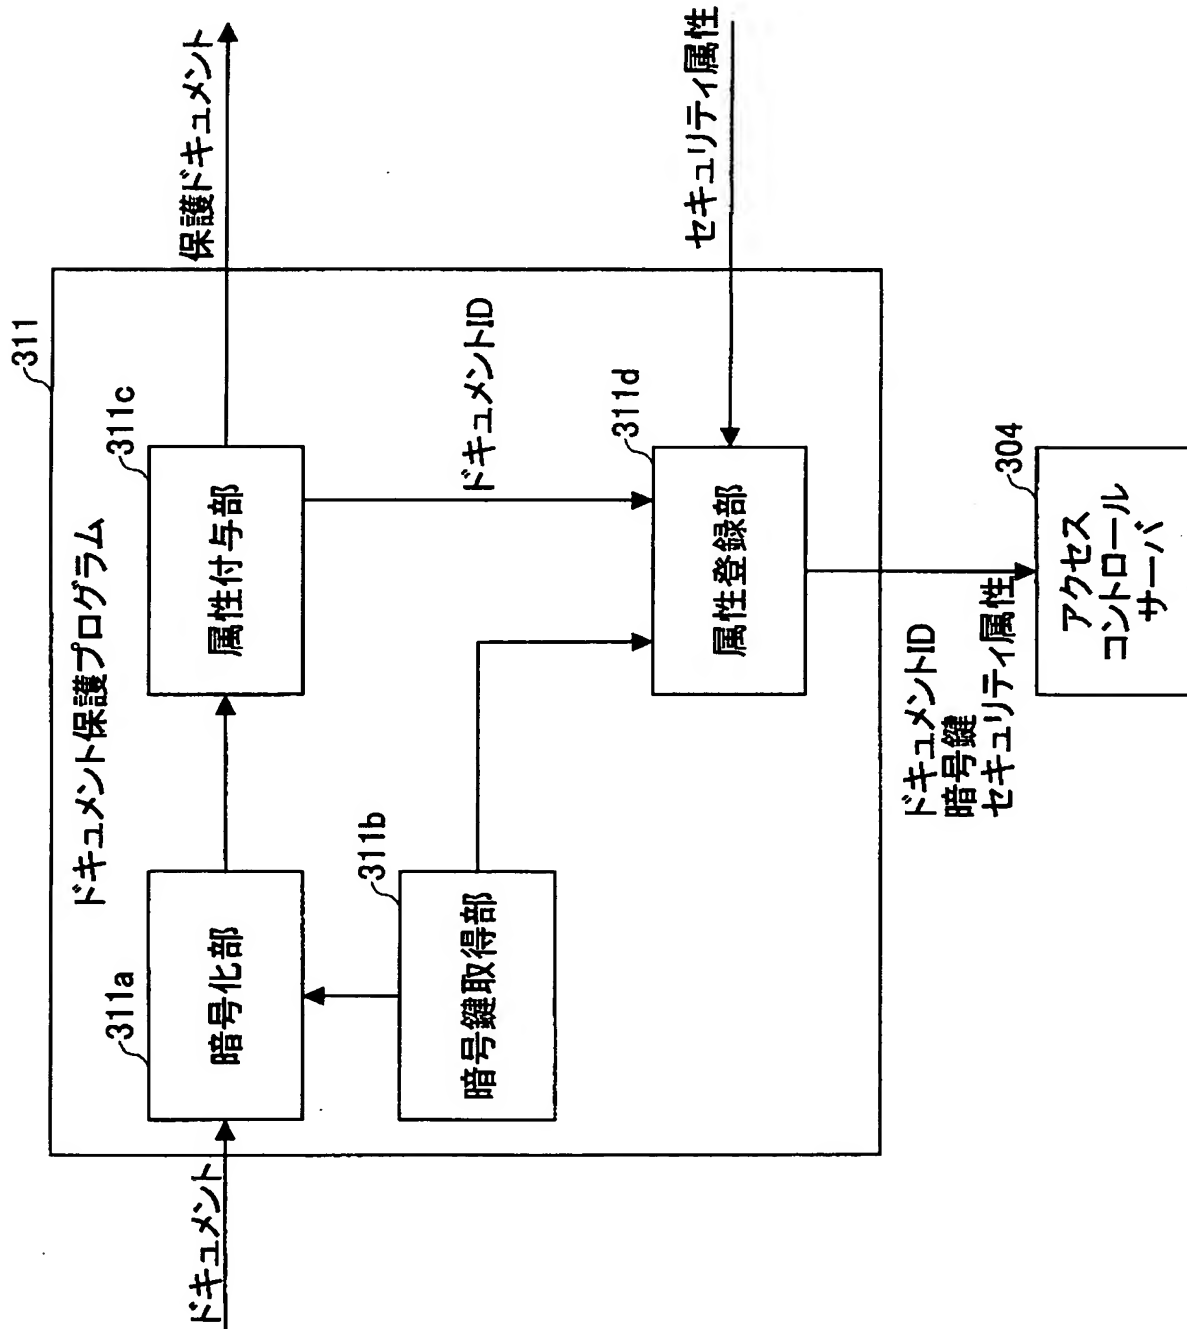 311
ドキュメント保護プログラム
ドキュメント
311a
暗号化部
311c
属性付与部
保護ドキュメント
311b
暗号鍵取得部
ドキュメントID
311d
属性登録部
セキュリティ属性
ドキュメントID
暗号鍵
セキュリティ属性
304
アクセス
コントロール
サーバ